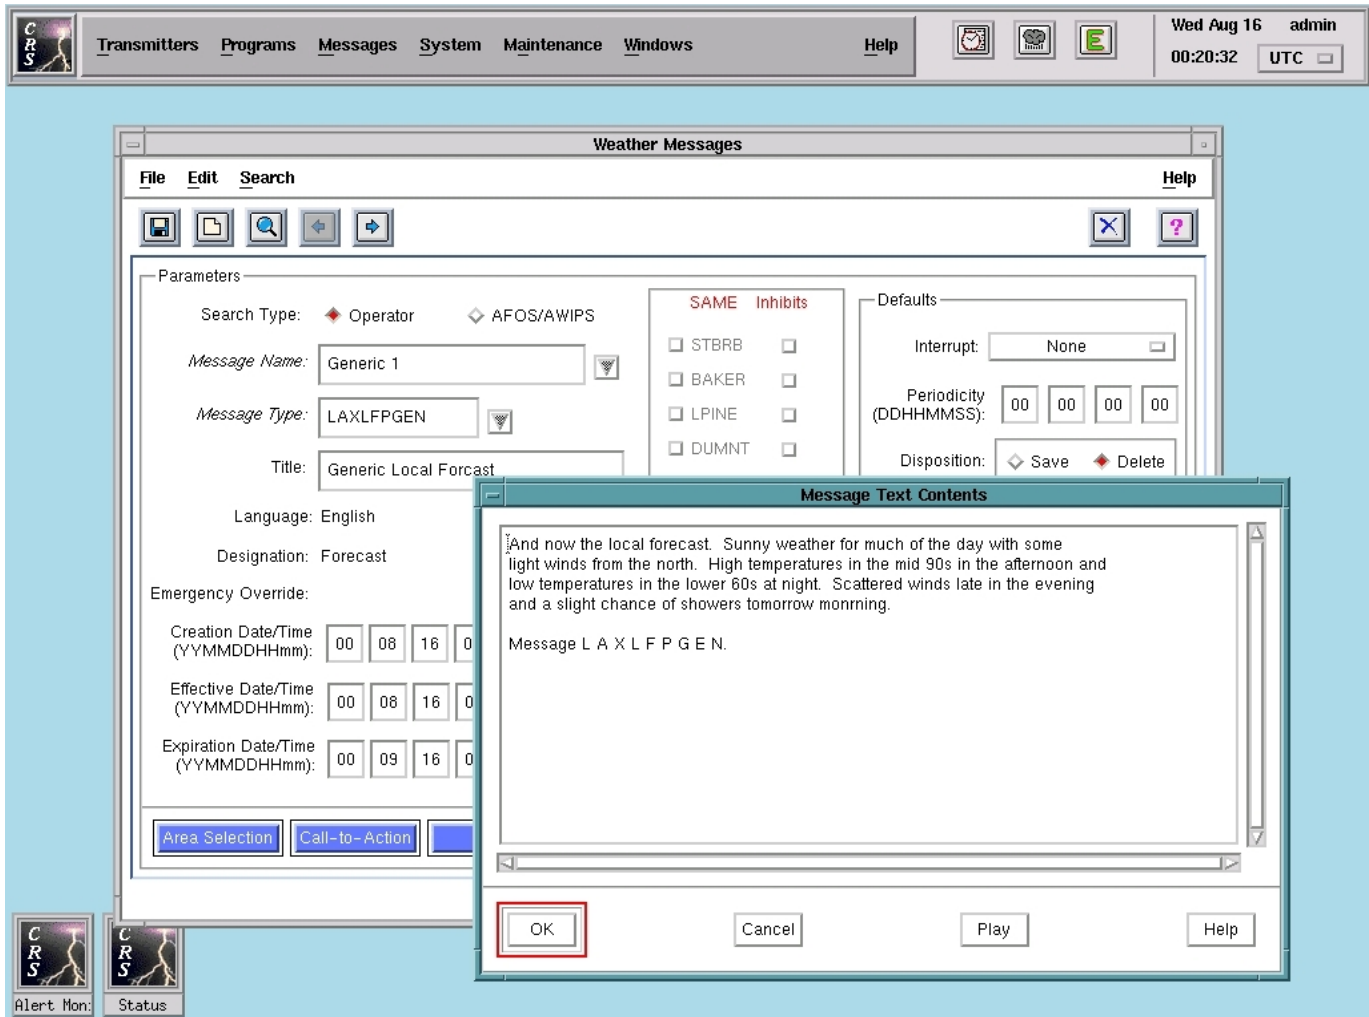 CRS
Transmitters Programs Messages System Maintenance Windows Help
E
Wed Aug 16 admin
00:20:32 UTC
Weather Messages
File Edit Search Help
?
Parameters
Search Type: Operator AFOS/AWIPS
Message Name: Generic 1
Message Type: LAXLFPGEN
Title: Generic Local Forcast
Language: English
Designation: Forecast
Emergency Override:
Creation Date/Time
(YYMMDDHHmm): 00 08 16 0
Effective Date/Time
(YYMMDDHHmm): 00 08 16 0
Expiration Date/Time
(YYMMDDHHmm): 00 09 16 0
Area Selection Call-to-Action
SAME Inhibits
STBRB
BAKER
LPINE
DUMNT
Defaults
Interrupt: None
Periodicity
(DDHHMMSS): 00 00 00 00
Disposition: Save Delete
Message Text Contents
And now the local forecast. Sunny weather for much of the day with some
light winds from the north. High temperatures in the mid 90s in the afternoon and
low temperatures in the lower 60s at night. Scattered winds late in the evening
and a slight chance of showers tomorrow monrning.
Message L A X L F P G E N.
OK Cancel Play Help
CRS
Alert Mon:
CRS
Status